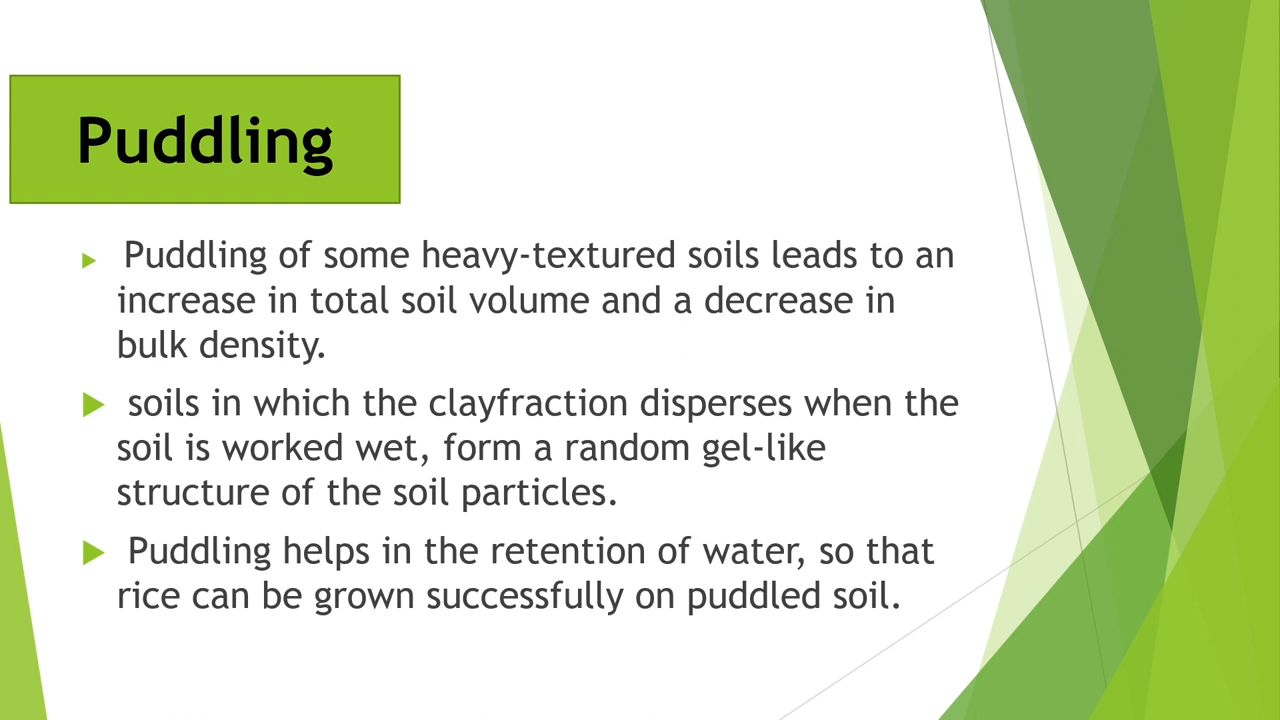 Puddling
Puddling of some heavy-textured soils leads to an
increase in total soil volume and a decrease in
bulk density.
soils in which the clayfraction disperses when the
soil is worked wet, form a random gel-like
structure of the soil particles.
Puddling helps in the retention of water, so that
rice can be grown successfully on puddled soil.